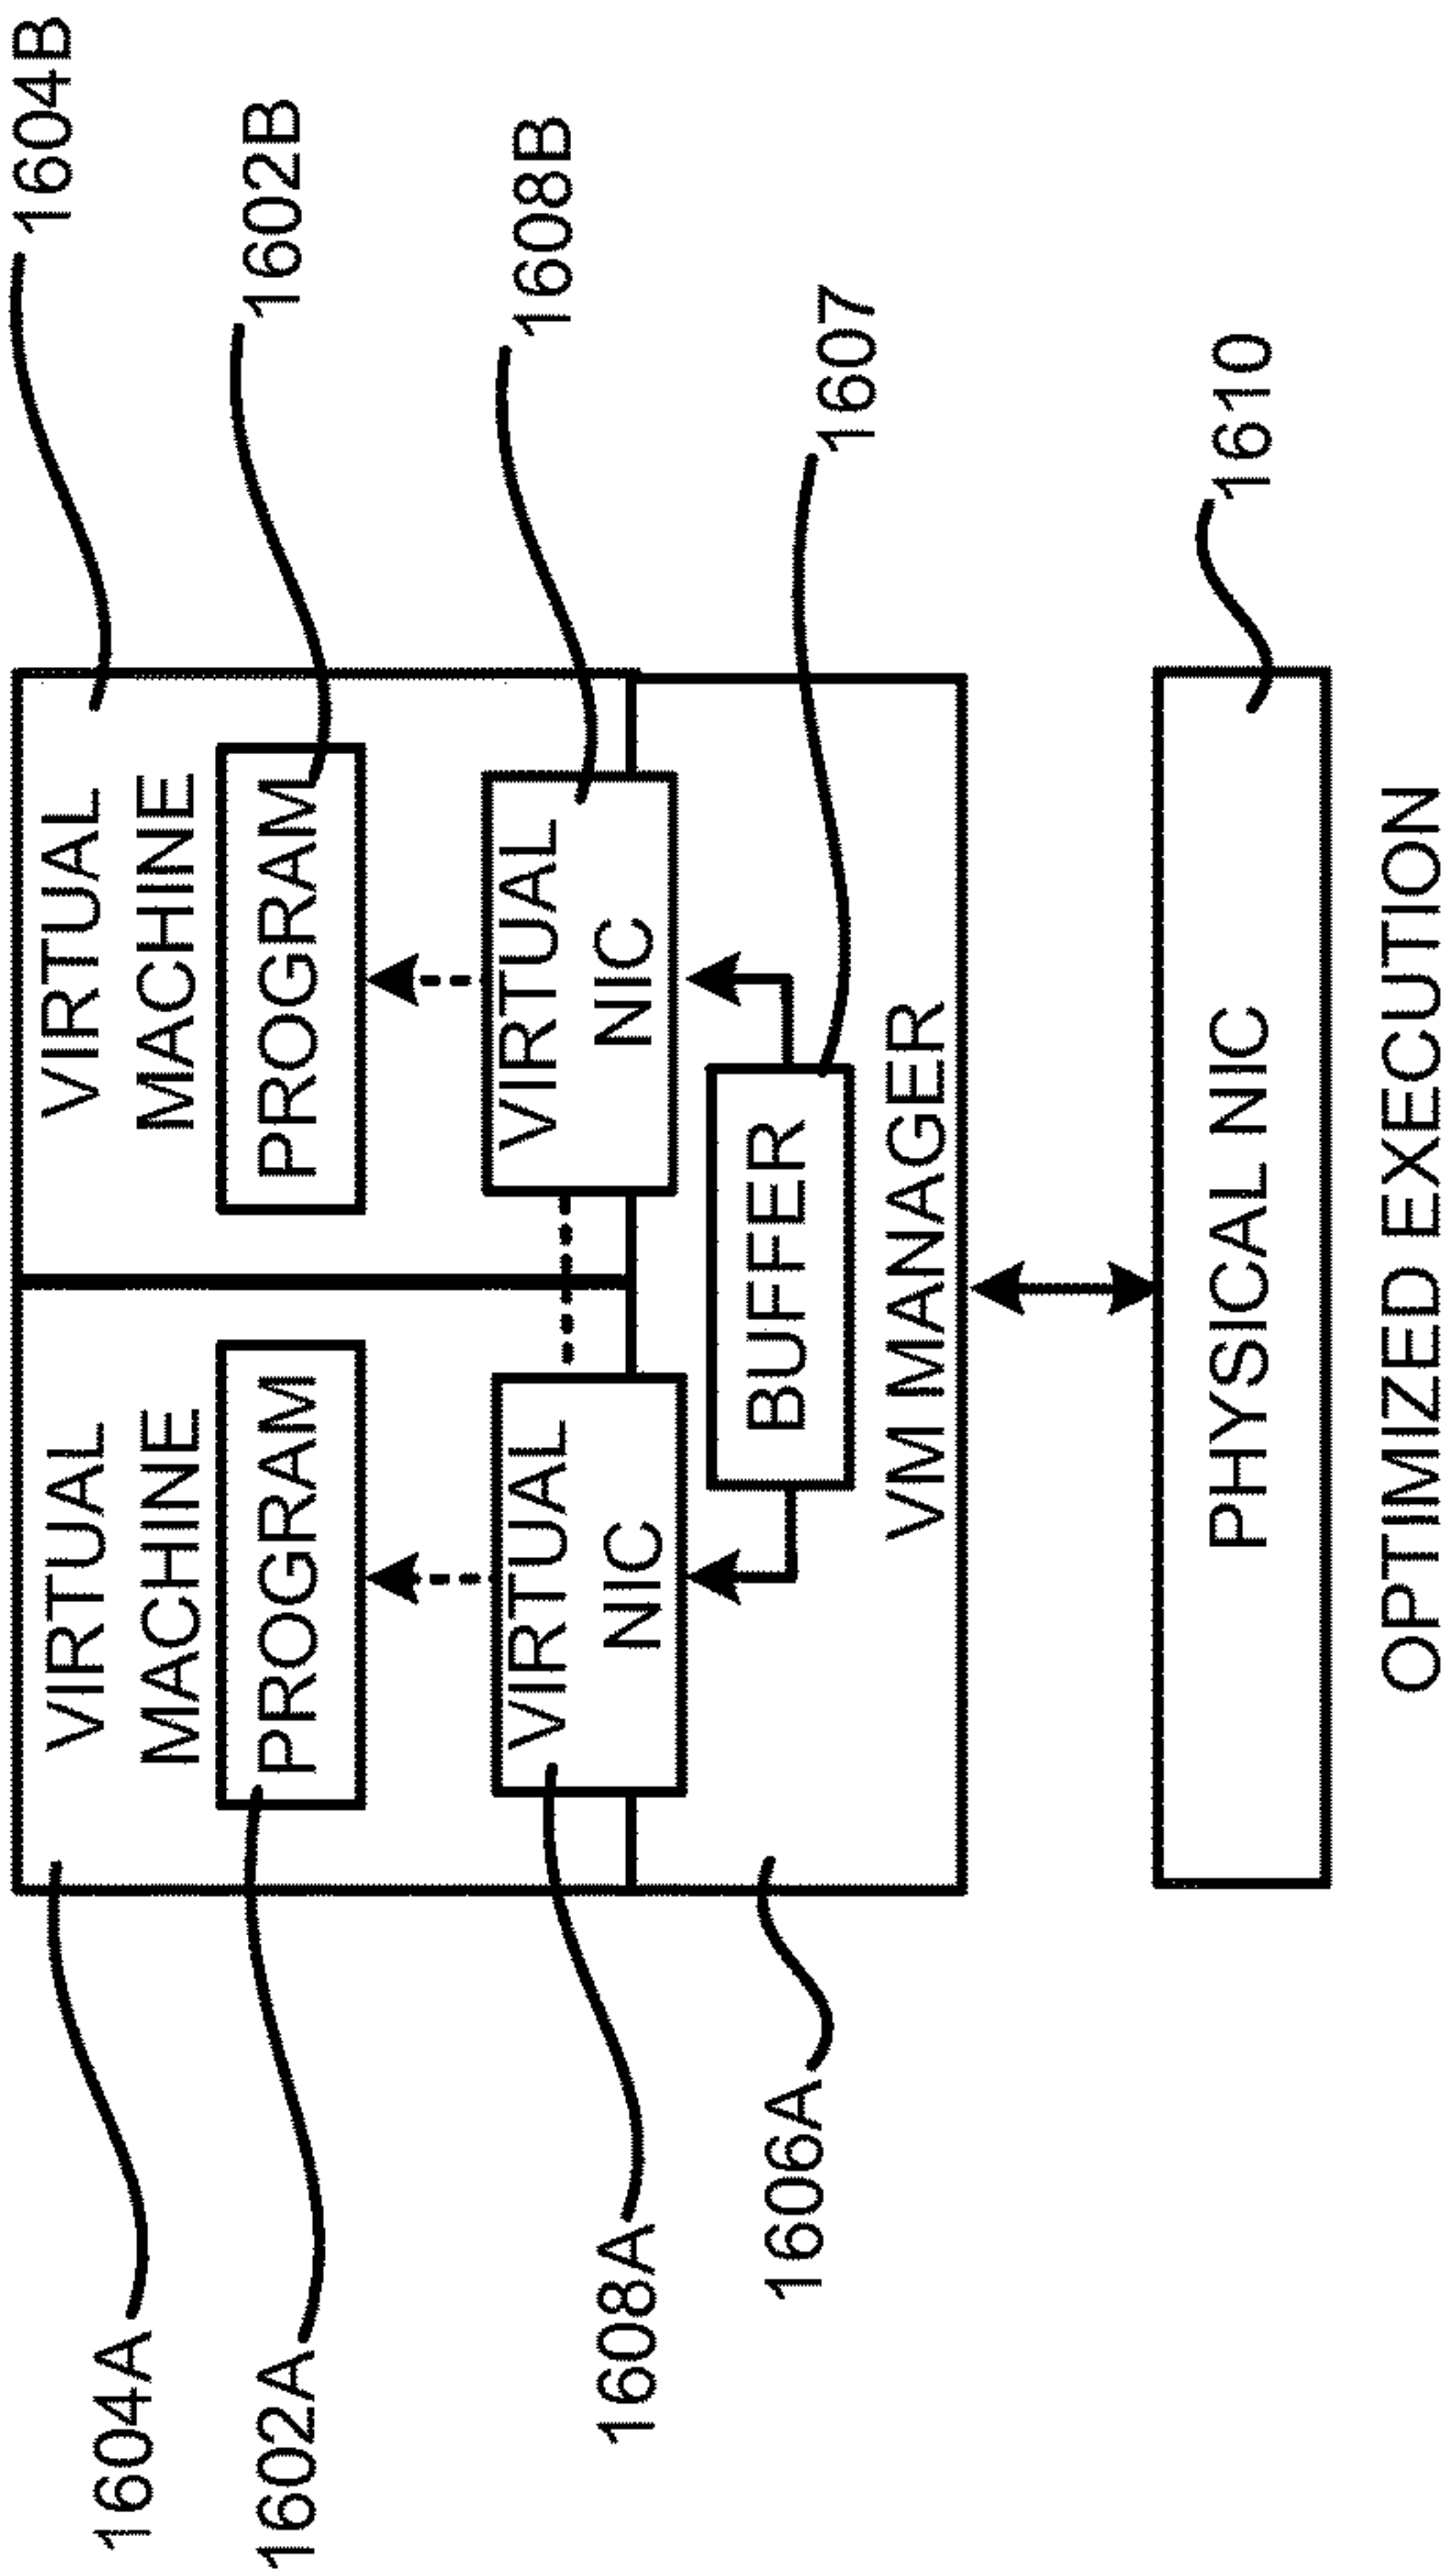 1604A
1604B
VIRTUAL
MACHINE
VIRTUAL
MACHINE
1602A
PROGRAM
PROGRAM
1602B
1608A
VIRTUAL
NIC
VIRTUAL
NIC
1608B
BUFFER
1607
1606A
VM MANAGER
PHYSICAL NIC
1610
OPTIMIZED EXECUTION